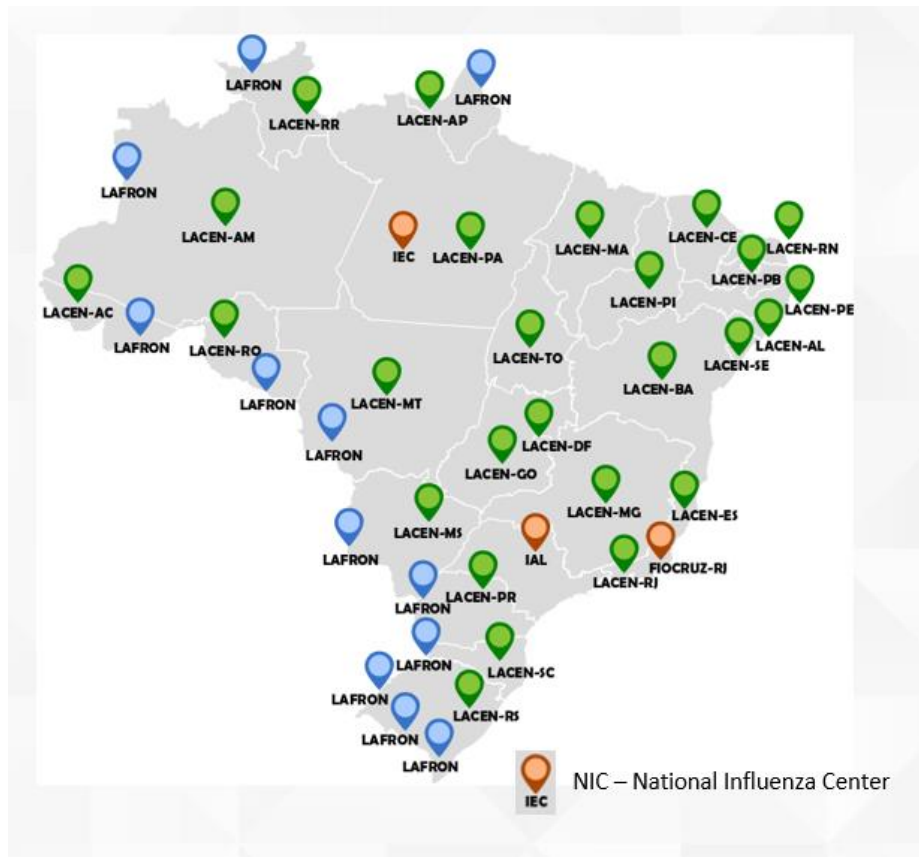 LAFRON
LAFRON
LACEN-RR
LACEN-AP
LAFRON
LACEN-AM
IEC
LACEN-PA
LACEN-MA
LACEN-CE
LACEN-RN
LACEN-PB
LACEN-PI
LACEN-PE
LACEN-AC
LAFRON
LACEN-RO
LACEN-TO
LACEN-AL
LACEN-SE
LAFRON
LACEN-MT
LACEN-BA
LAFRON
LACEN-DF
LACEN-GO
LACEN-MG
LACEN-ES
LAFRON
LACEN-MS
IAL
LACEN-RJ
FIOCRUZ-RJ
LAFRON
LACEN-PR
LAFRON
LACEN-SC
LAFRON
LACEN-RS
LAFRON
LAFRON
NIC – National Influenza Center
IEC